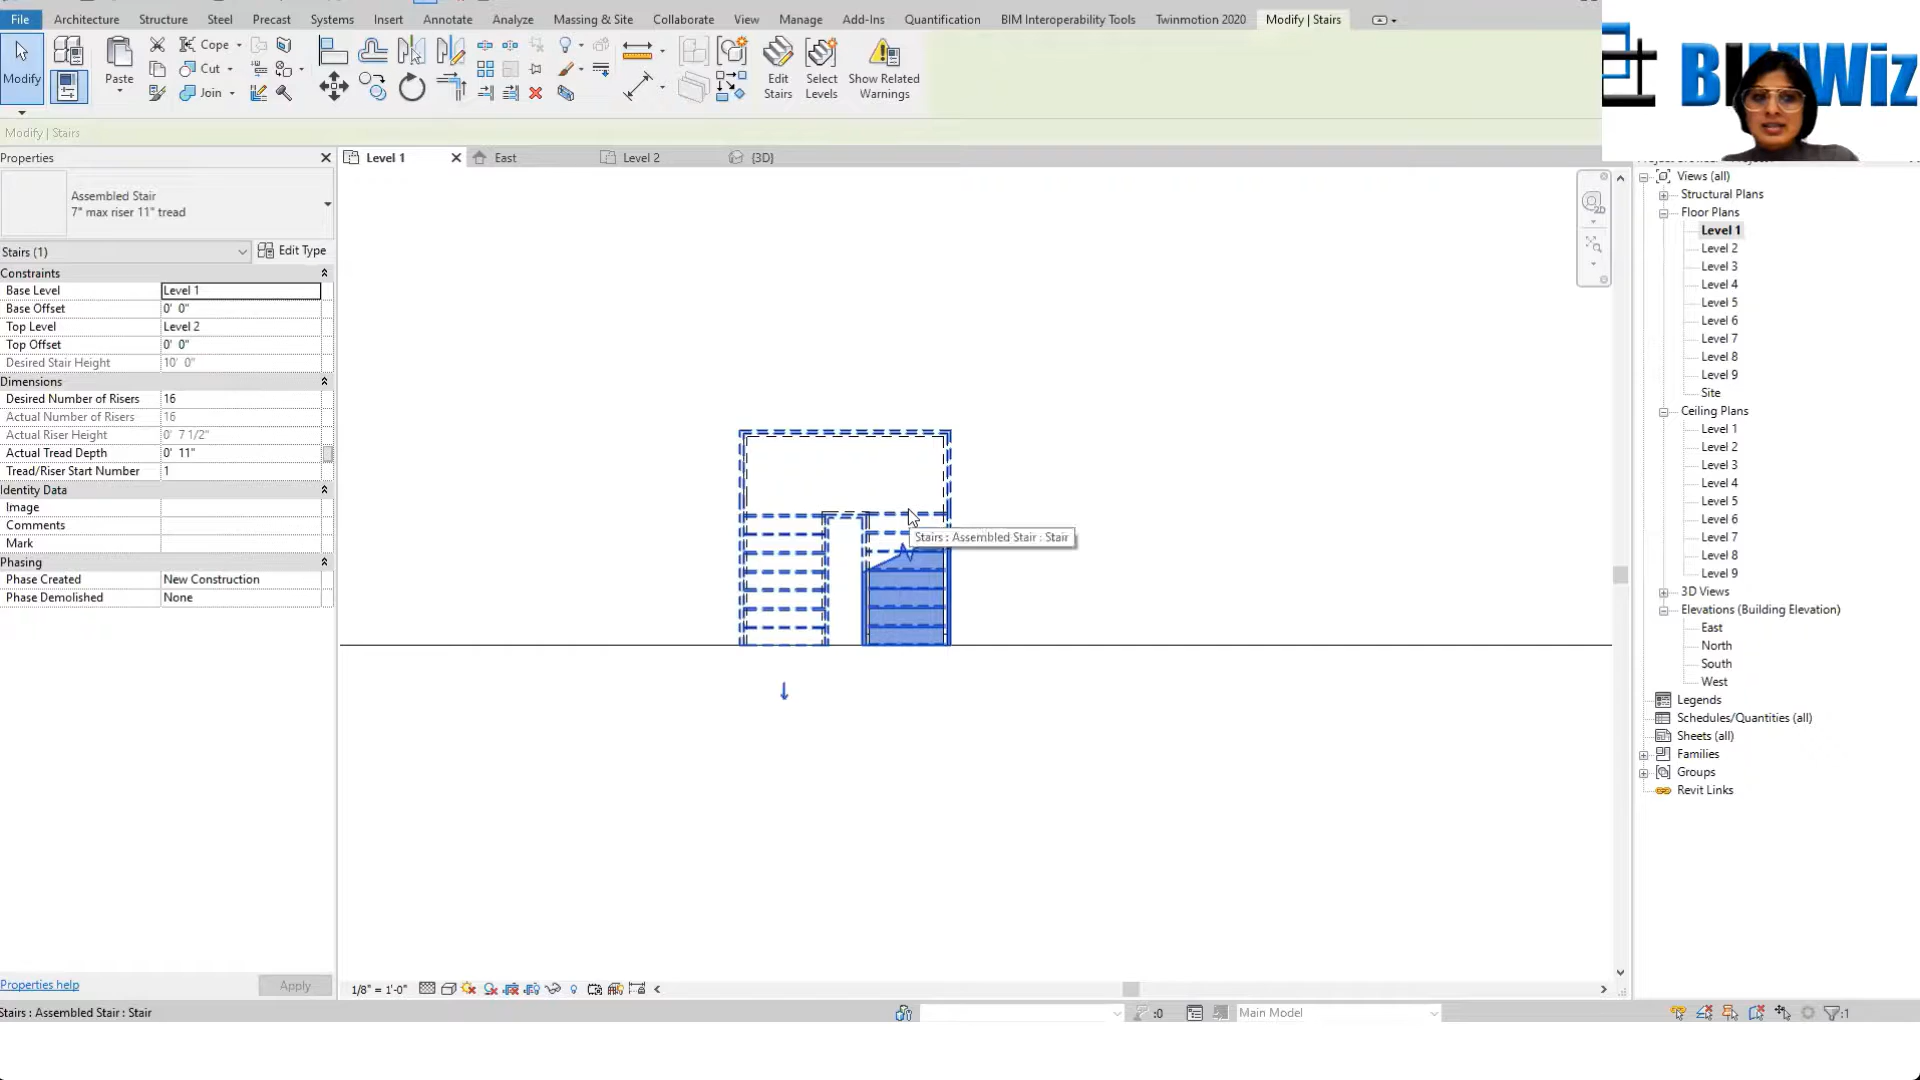 File Architecture Structure Steel Precast Systems Insert Annotate Analyze Massing & Site Collaborate View Manage Add-Ins Quantification BIM Interoperability Tools Twinmotion 2020 Modify | Stairs
Modify
Paste
Cope
Cut
Join
Edit Stairs
Select Levels
Show Related Warnings
Modify | Stairs
Properties
Level 1 East Level 2 {3D}
Assembled Stair
7" max riser 11" tread
Stairs (1) Edit Type
Constraints
Base Level Level 1
Base Offset 0' 0"
Top Level Level 2
Top Offset 0' 0"
Desired Stair Height 10' 0"
Dimensions
Desired Number of Risers 16
Actual Number of Risers 16
Actual Riser Height 0' 7 1/2"
Actual Tread Depth 0' 11"
Tread/Riser Start Number 1
Identity Data
Image
Comments
Mark
Phasing
Phase Created New Construction
Phase Demolished None
Properties help Apply
Stairs : Assembled Stair : Stair
2D
1/8" = 1'-0"
Stairs : Assembled Stair : Stair
:0
Main Model
:1
Views (all)
Structural Plans
Floor Plans
Level 1
Level 2
Level 3
Level 4
Level 5
Level 6
Level 7
Level 8
Level 9
Site
Ceiling Plans
Level 1
Level 2
Level 3
Level 4
Level 5
Level 6
Level 7
Level 8
Level 9
3D Views
Elevations (Building Elevation)
East
North
South
West
Legends
Schedules/Quantities (all)
Sheets (all)
Families
Groups
Revit Links